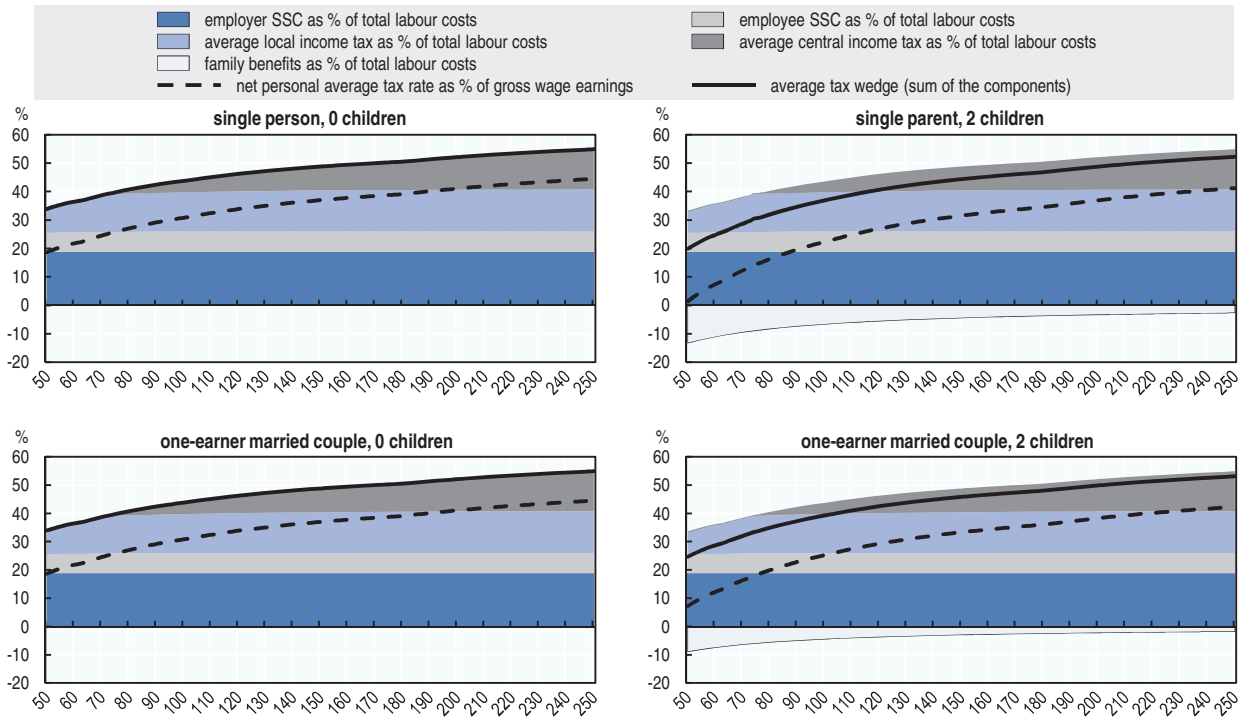 employer SSC as % of total labour costs
employee SSC as % of total labour costs
average local income tax as % of total labour costs
average central income tax as % of total labour costs
family benefits as % of total labour costs
net personal average tax rate as % of gross wage earnings
average tax wedge (sum of the components)
%
single person, 0 children
60
50
40
30
20
10
0
-10
-20
50 60 70 80 90 100 110 120 130 140 150 160 170 180 190 200 210 220 230 240 250
%
single parent, 2 children
60
50
40
30
20
10
0
-10
-20
50 60 70 80 90 100 110 120 130 140 150 160 170 180 190 200 210 220 230 240 250
%
one-earner married couple, 0 children
60
50
40
30
20
10
0
-10
-20
50 60 70 80 90 100 110 120 130 140 150 160 170 180 190 200 210 220 230 240 250
%
one-earner married couple, 2 children
60
50
40
30
20
10
0
-10
-20
50 60 70 80 90 100 110 120 130 140 150 160 170 180 190 200 210 220 230 240 250